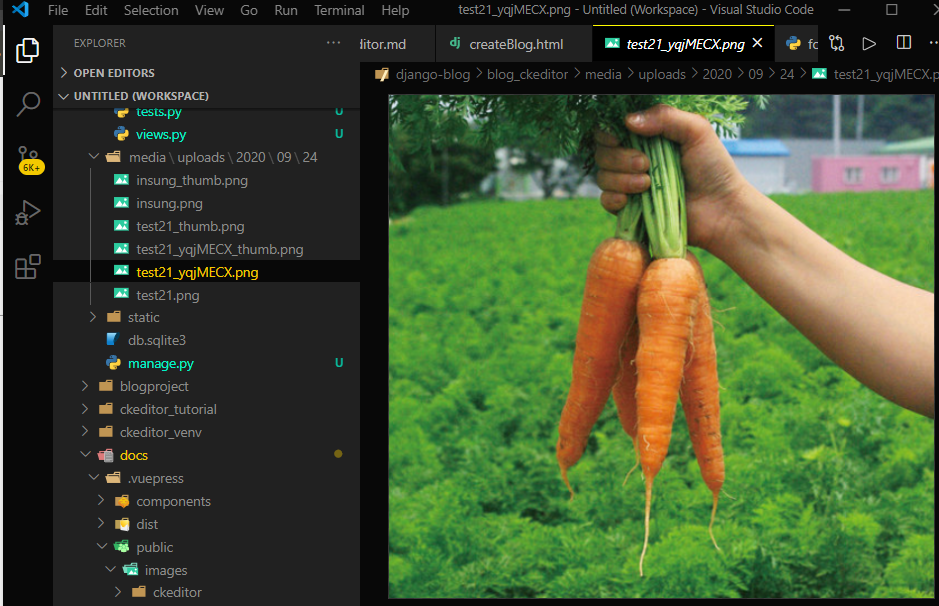 File Edit Selection View Go Run Terminal Help test21_yqjMECX.png - Untitled (Workspace) - Visual Studio Code
EXPLORER ... ditor.md dj createBlog.html test21_yqjMECX.png
OPEN EDITORS
django-blog > blog_ckeditor > media > uploads > 2020 > 09 > 24 > test21_yqjMECX.p
UNTITLED (WORKSPACE)
tests.py U
views.py U
media \ uploads \ 2020 \ 09 \ 24
6K+
insung_thumb.png
insung.png
test21_thumb.png
test21_yqjMECX_thumb.png
test21_yqjMECX.png
test21.png
static
db.sqlite3
manage.py U
blogproject
ckeditor_tutorial
ckeditor_venv
docs
.vuepress
components
dist
public
images
ckeditor